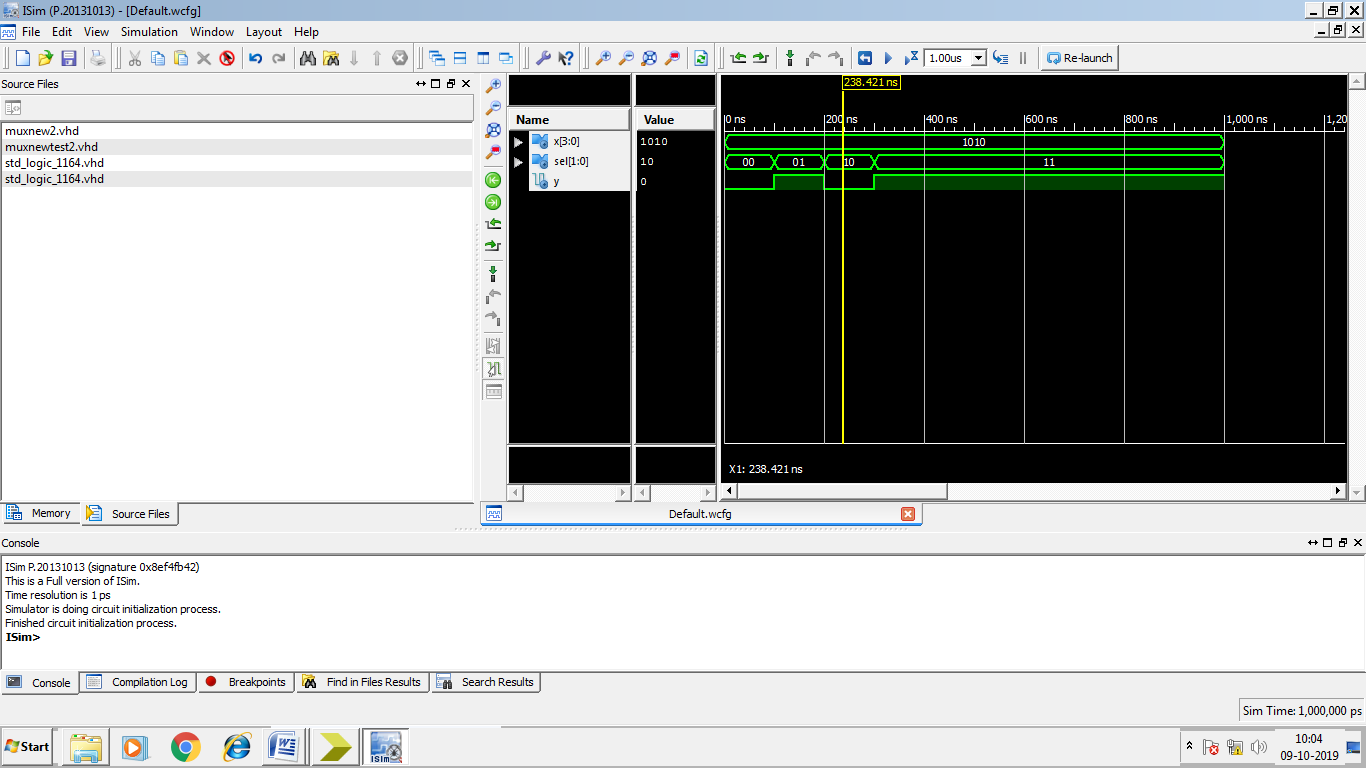 ISim (P.20131013) - [Default.wcfg]
File Edit View Simulation Window Layout Help
1.00us Re-launch
Source Files
muxnew2.vhd
muxnewtest2.vhd
std_logic_1164.vhd
std_logic_1164.vhd
Memory Source Files
Name Value
x[3:0] 1010
sel[1:0] 10
y 0
238.421 ns
0 ns 200 ns 400 ns 600 ns 800 ns 1,000 ns 1,20
1010
00 01 10 11
X1: 238.421 ns
Default.wcfg
Console
ISim P.20131013 (signature 0x8ef4fb42)
This is a Full version of ISim.
Time resolution is 1 ps
Simulator is doing circuit initialization process.
Finished circuit initialization process.
ISim>
Console Compilation Log Breakpoints Find in Files Results Search Results
Sim Time: 1,000,000 ps
Start ISim 10:04
09-10-2019